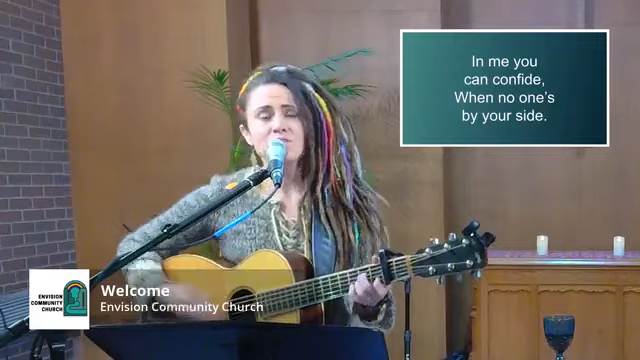 In me you
can confide,
When no one's
by your side.
ENVISION
COMMUNITY
CHURCH
Welcome
Envision Community Church